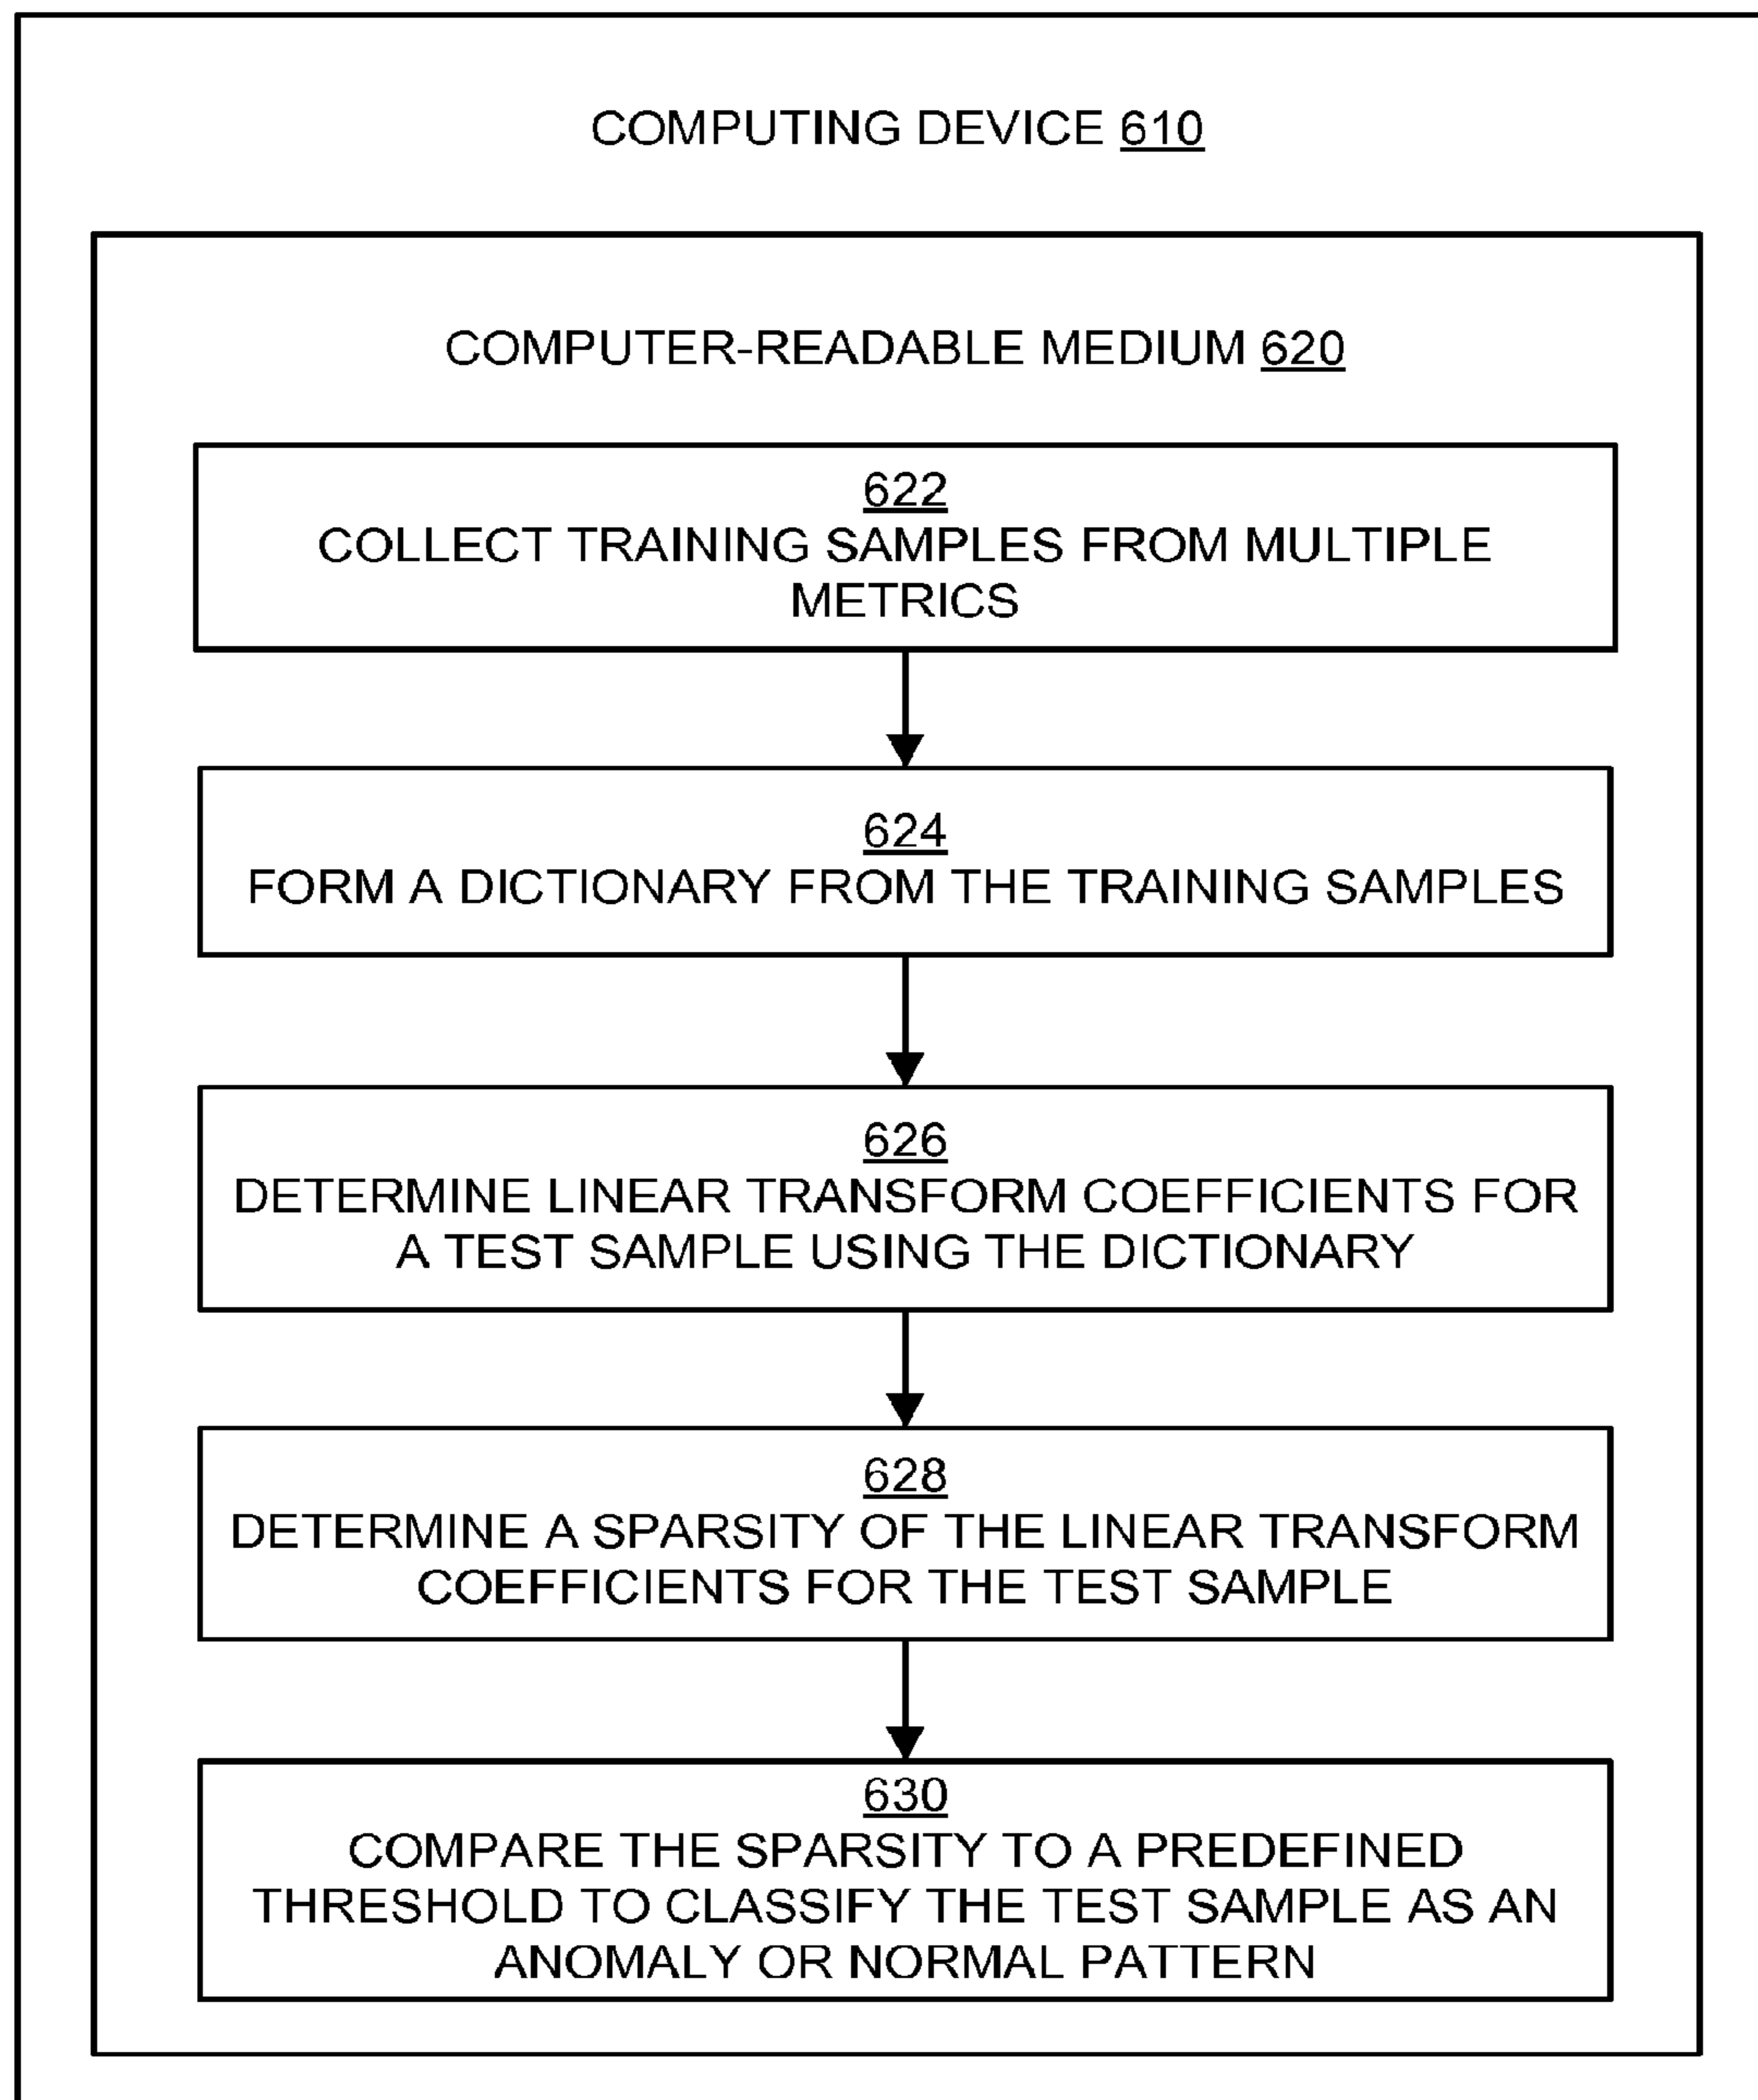 COMPUTING DEVICE 610
COMPUTER-READABLE MEDIUM 620
622
COLLECT TRAINING SAMPLES FROM MULTIPLE
METRICS
624
FORM A DICTIONARY FROM THE TRAINING SAMPLES
626
DETERMINE LINEAR TRANSFORM COEFFICIENTS FOR
A TEST SAMPLE USING THE DICTIONARY
628
DETERMINE A SPARSITY OF THE LINEAR TRANSFORM
COEFFICIENTS FOR THE TEST SAMPLE
630
COMPARE THE SPARSITY TO A PREDEFINED
THRESHOLD TO CLASSIFY THE TEST SAMPLE AS AN
ANOMALY OR NORMAL PATTERN